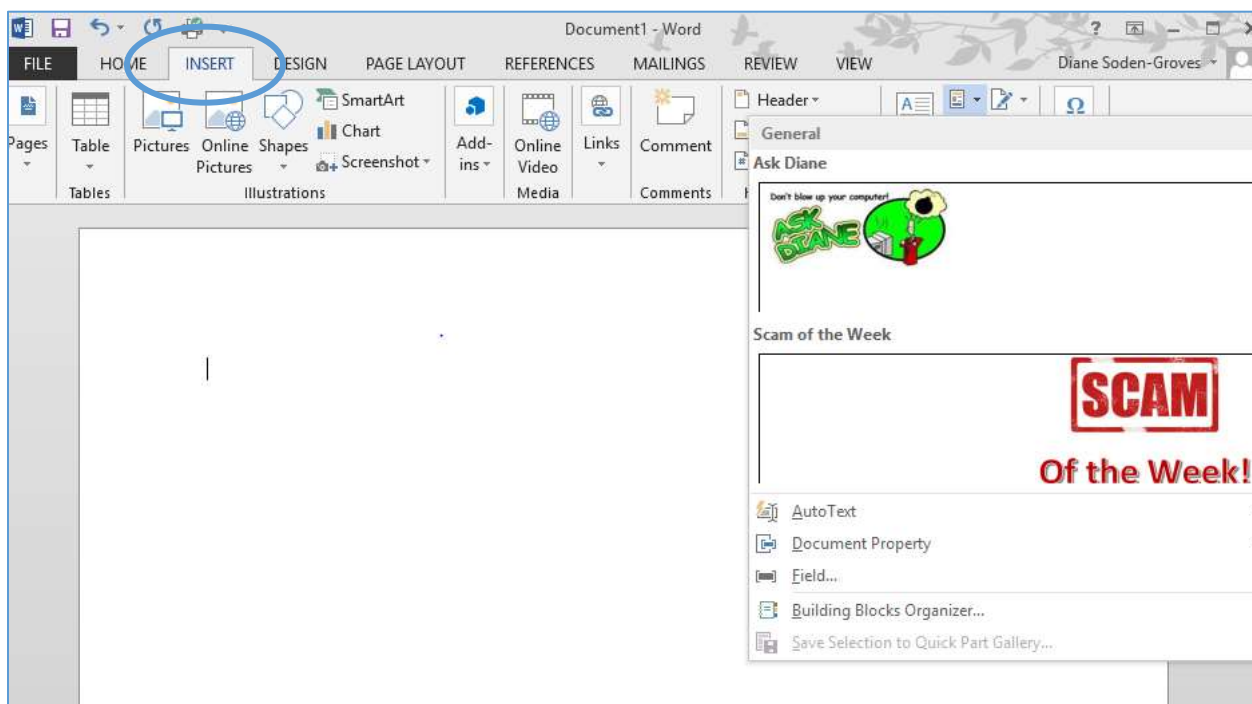 Document1 - Word
?
FILE HOME INSERT DESIGN PAGE LAYOUT REFERENCES MAILINGS REVIEW VIEW Diane Soden-Groves
Pages
Table
Tables
Pictures
Online
Pictures
Shapes
SmartArt
Chart
Screenshot
Illustrations
Add-
ins
Online
Video
Media
Links
Comment
Comments
Header
#
A
Ω
General
Ask Diane
Don't blow up your computer!
ASK
DIANE
Scam of the Week
SCAM
Of the Week!
AutoText
Document Property
Field...
Building Blocks Organizer...
Save Selection to Quick Part Gallery...